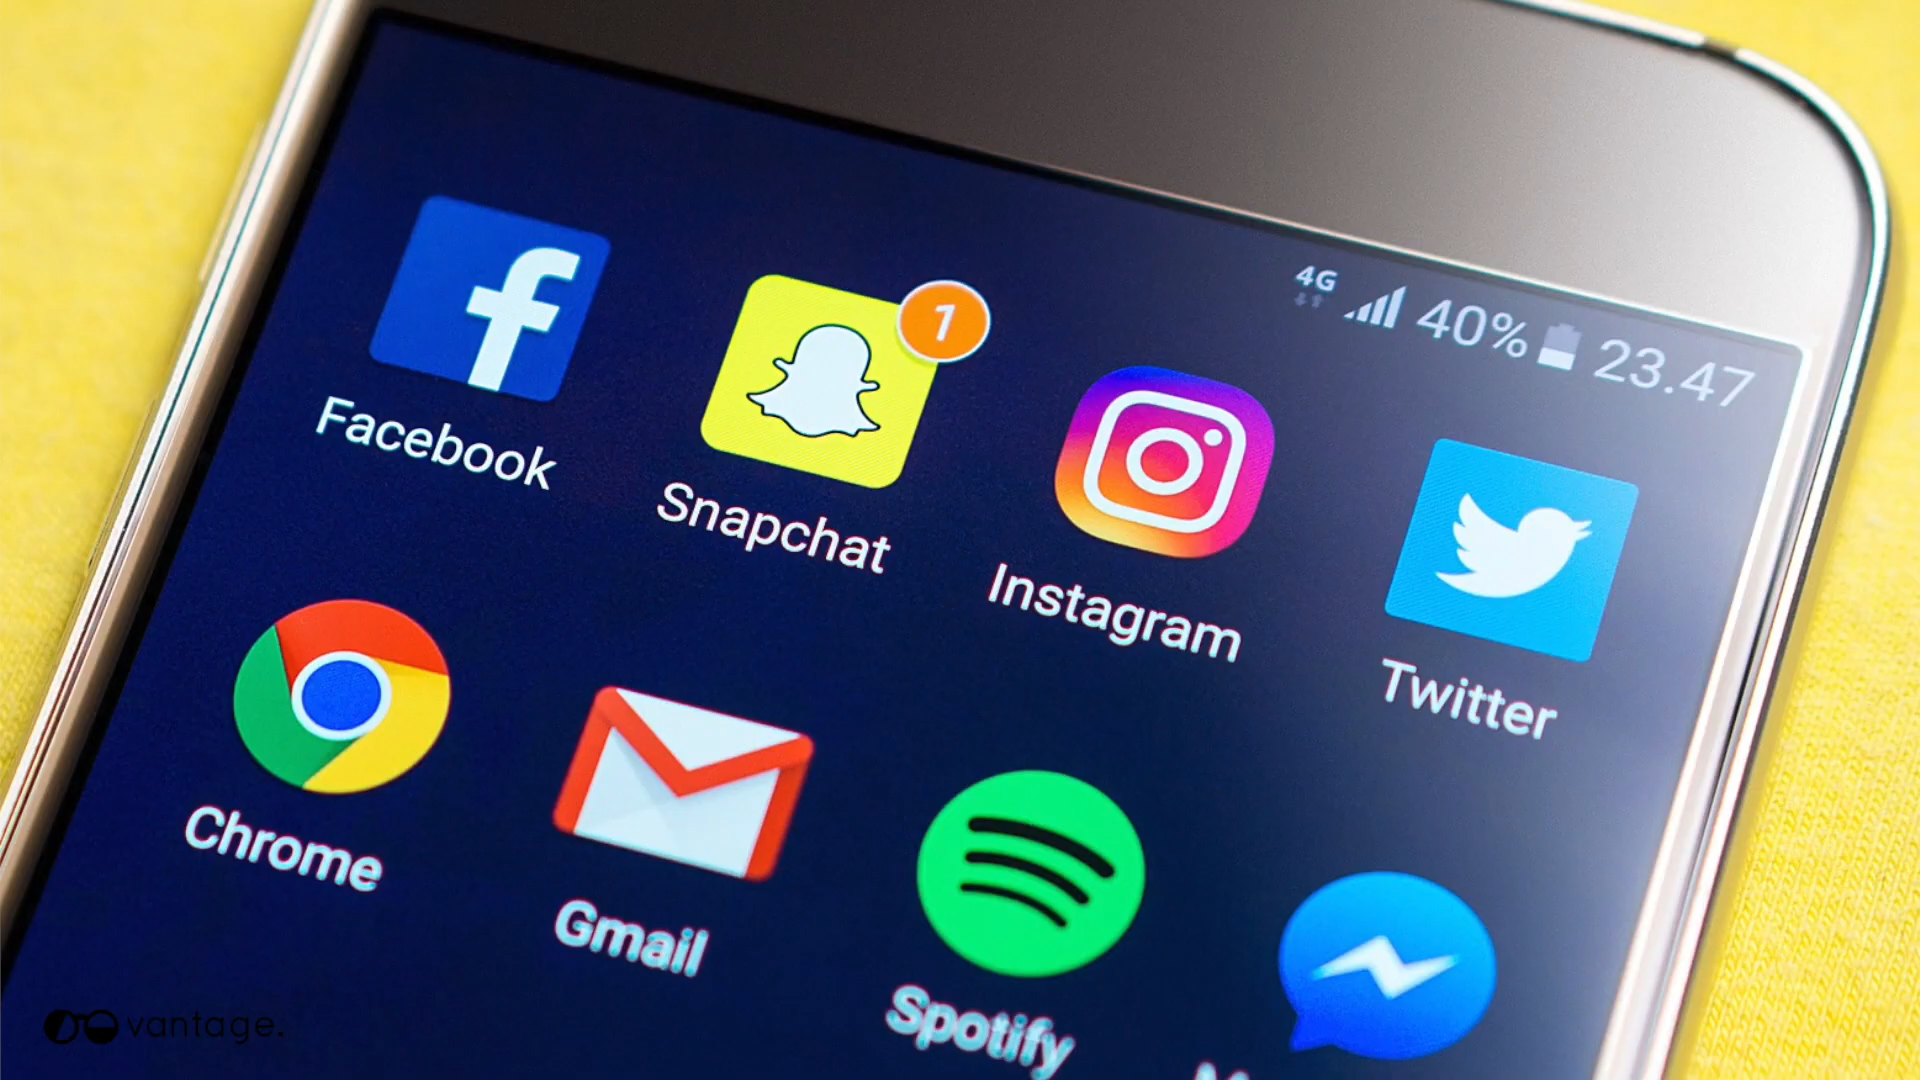 4G 40% 23.47
1
Facebook
Snapchat
Instagram
Twitter
Chrome
Gmail
Spotify
vantage.